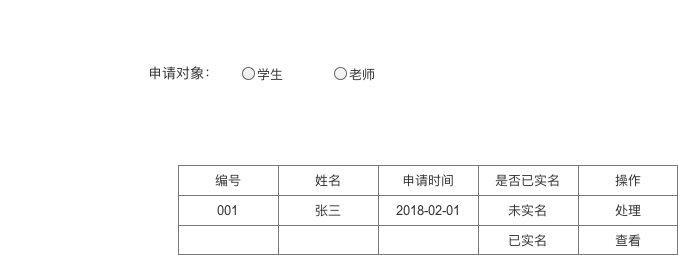 申请对象： 学生 老师
编号 姓名 申请时间 是否已实名 操作
001 张三 2018-02-01 未实名 处理
已实名 查看